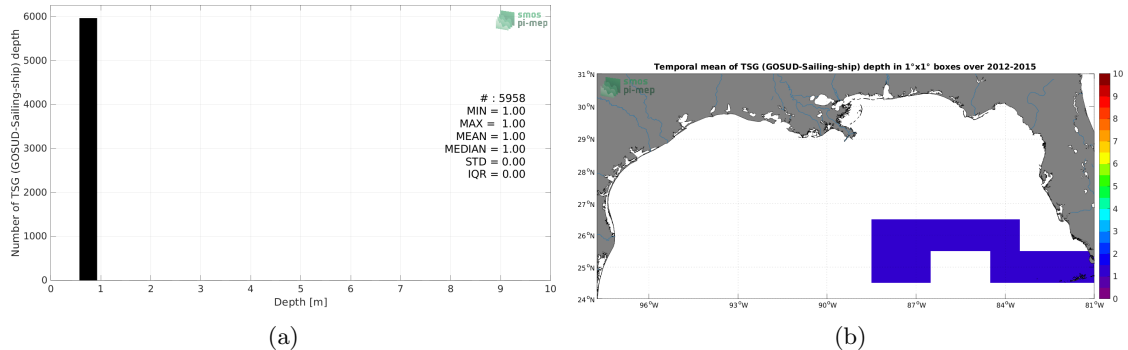 6000
5000
4000
3000
2000
1000
0
Number of TSG (GOSUD-Sailing-ship) depth
smos
pi-mep
# : 5958
MIN = 1.00
MAX = 1.00
MEAN = 1.00
MEDIAN = 1.00
STD = 0.00
IQR = 0.00
0 1 2 3 4 5 6 7 8 9 10
Depth [m]
(a)
Temporal mean of TSG (GOSUD-Sailing-ship) depth in 1°x1° boxes over 2012-2015
smos
pi-mep
31°N
30°N
29°N
28°N
27°N
26°N
25°N
24°N
96°W 93°W 90°W 87°W 84°W 81°W
10
9
8
7
6
5
4
3
2
1
0
(b)